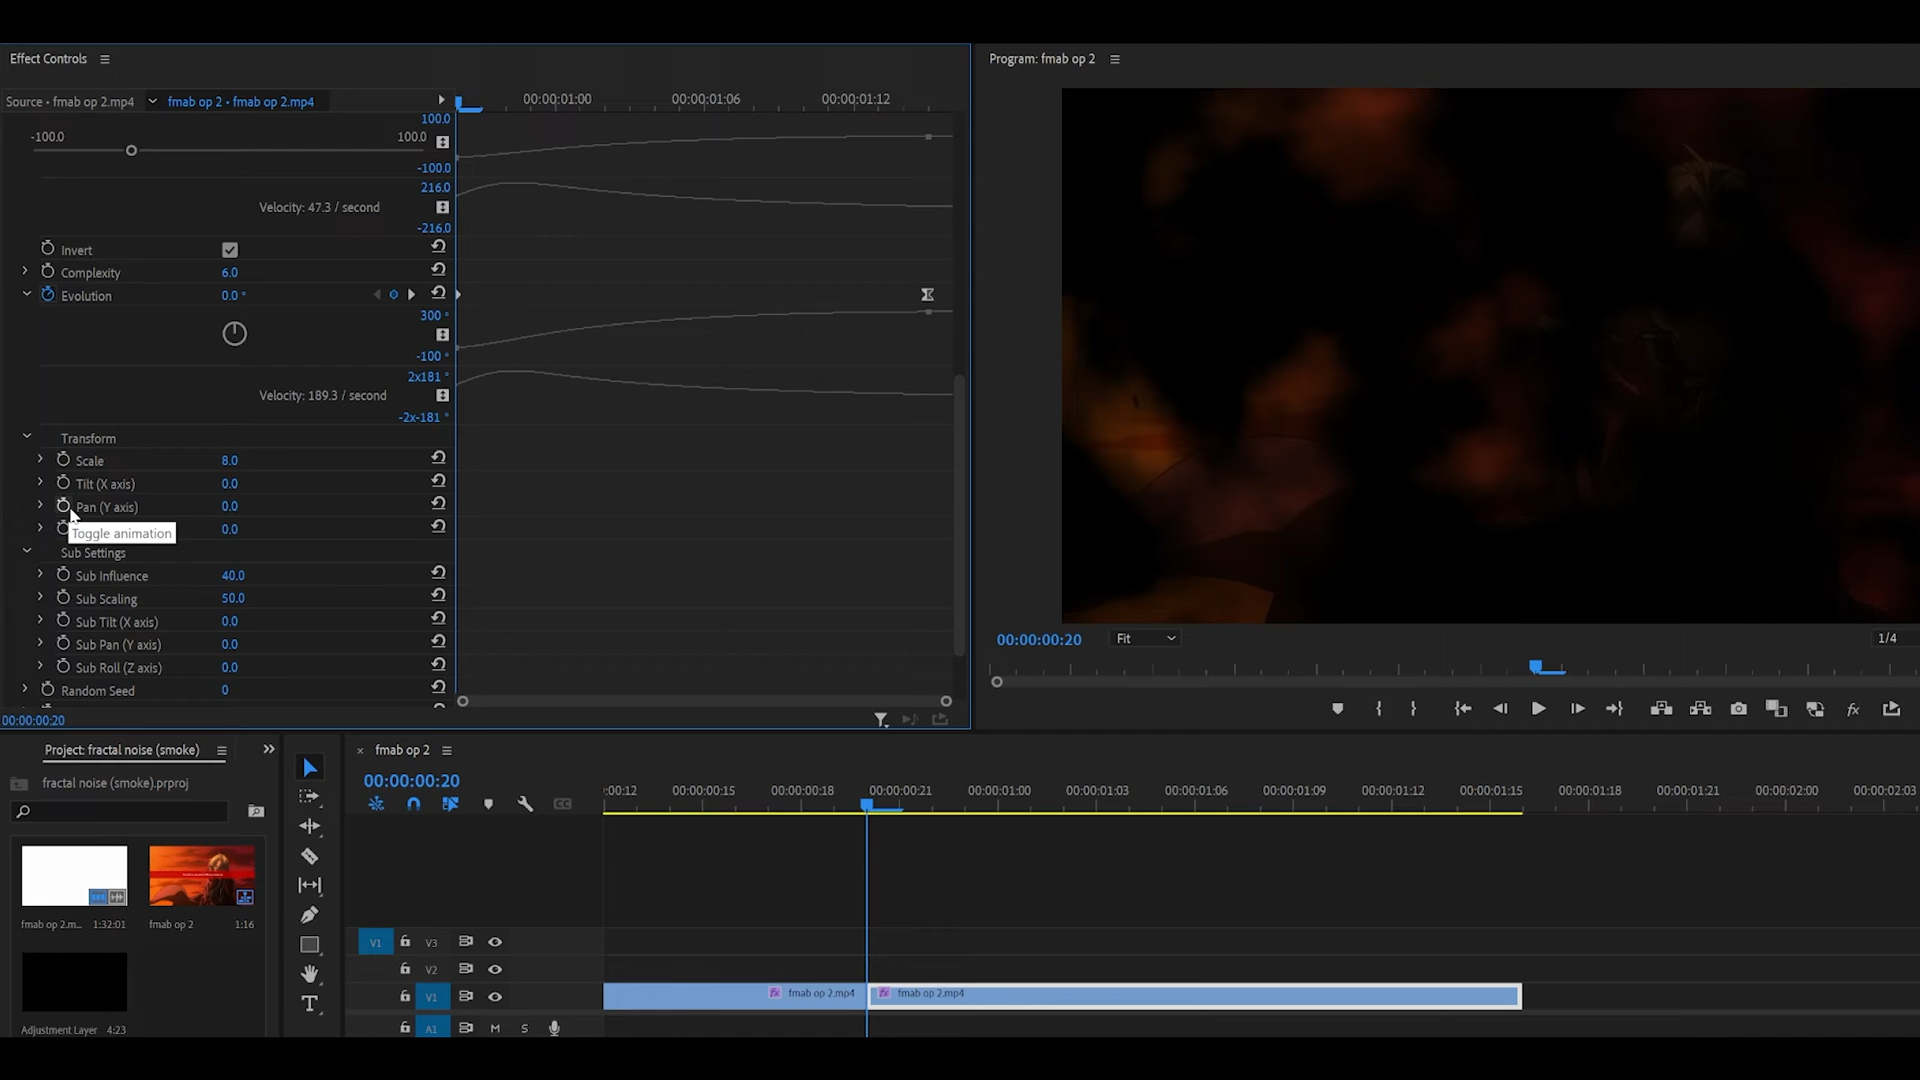 Effect Controls
Program: fmab op 2
Source • fmab op 2.mp4
fmab op 2 • fmab op 2.mp4
00:00:01:00
00:00:01:06
00:00:01:12
100.0
-100.0
100.0
-100.0
216.0
Velocity: 47.3 / second
-216.0
Invert
Complexity
6.0
Evolution
0.0 °
300 °
-100 °
2x181 °
Velocity: 189.3 / second
-2x-181 °
Transform
Scale
8.0
Tilt (X axis)
0.0
Pan (Y axis)
0.0
0.0
Toggle animation
Sub Settings
Sub Influence
40.0
Sub Scaling
50.0
Sub Tilt (X axis)
0.0
Sub Pan (Y axis)
0.0
Sub Roll (Z axis)
0.0
Random Seed
0
00:00:00:20
00:00:00:20
Fit
1/4
fx
Project: fractal noise (smoke)
fractal noise (smoke).prproj
fmab op 2.m...
1:32:01
fmab op 2
1:16
Adjustment Layer
4:23
T
× fmab op 2
00:00:00:20
CC
:00:12
00:00:00:15
00:00:00:18
00:00:00:21
00:00:01:00
00:00:01:03
00:00:01:06
00:00:01:09
00:00:01:12
00:00:01:15
00:00:01:18
00:00:01:21
00:00:02:00
00:00:02:03
V1
V3
V2
V1
fx fmab op 2.mp4
fx fmab op 2.mp4
A1
M
S